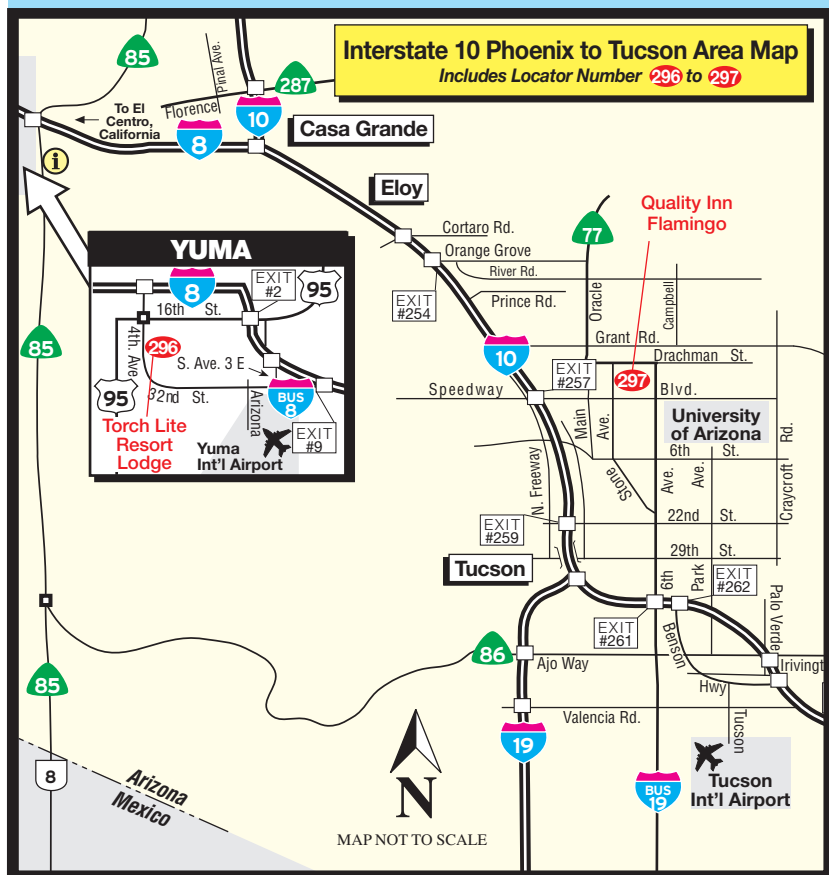 Interstate 10 Phoenix to Tucson Area Map
Includes Locator Number 296 to 297
85
Pinal Ave.
287
To El
Centro,
California
Florence
8
10
Casa Grande
i
Eloy
Quality Inn
Flamingo
77
Cortaro Rd.
Orange Grove
River Rd.
Prince Rd.
EXIT
#254
Oracle
Campbell
Grant Rd.
Drachman St.
10
EXIT
#257
297
Speedway
Blvd.
Main
Ave.
University
of Arizona
6th St.
Rd.
Craycroft
N. Freeway
Stone
Ave.
Ave.
22nd St.
EXIT
#259
29th St.
Tucson
6th
Park
EXIT
#262
EXIT
#261
Benson
Palo Verde
86
Ajo Way
Irivingt
Hwy
Valencia Rd.
Tucson
19
BUS
19
Tucson
Int'l Airport
YUMA
8
EXIT
#2
95
16th St.
4th. Ave
296
S. Ave. 3 E
95
32nd St.
BUS
8
Arizona
EXIT
#9
Torch Lite
Resort
Lodge
Yuma
Int'l Airport
85
85
8
Arizona
Mexico
N
MAP NOT TO SCALE